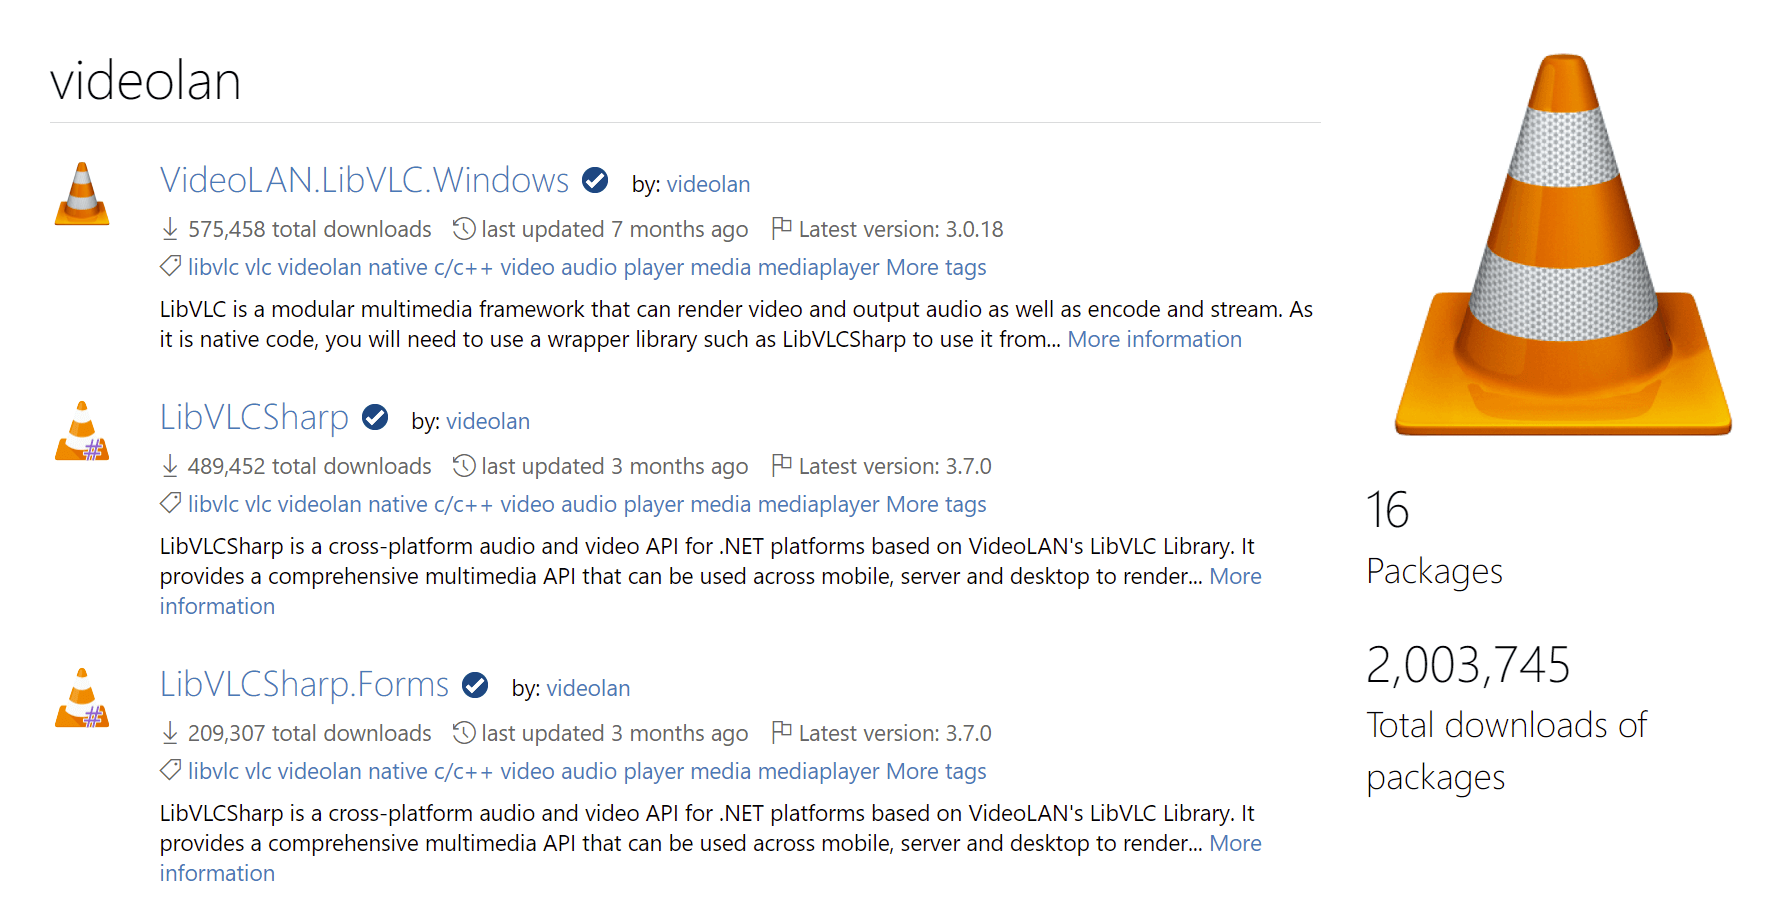 videolan
VideoLAN.LibVLC.Windows by: videolan
575,458 total downloads last updated 7 months ago Latest version: 3.0.18
libvlc vlc videolan native c/c++ video audio player media mediaplayer More tags
LibVLC is a modular multimedia framework that can render video and output audio as well as encode and stream. As
it is native code, you will need to use a wrapper library such as LibVLCSharp to use it from... More information
LibVLCSharp by: videolan
489,452 total downloads last updated 3 months ago Latest version: 3.7.0
libvlc vlc videolan native c/c++ video audio player media mediaplayer More tags
LibVLCSharp is a cross-platform audio and video API for .NET platforms based on VideoLAN's LibVLC Library. It
provides a comprehensive multimedia API that can be used across mobile, server and desktop to render... More
information
LibVLCSharp.Forms by: videolan
209,307 total downloads last updated 3 months ago Latest version: 3.7.0
libvlc vlc videolan native c/c++ video audio player media mediaplayer More tags
LibVLCSharp is a cross-platform audio and video API for .NET platforms based on VideoLAN's LibVLC Library. It
provides a comprehensive multimedia API that can be used across mobile, server and desktop to render... More
information
16
Packages
2,003,745
Total downloads of
packages